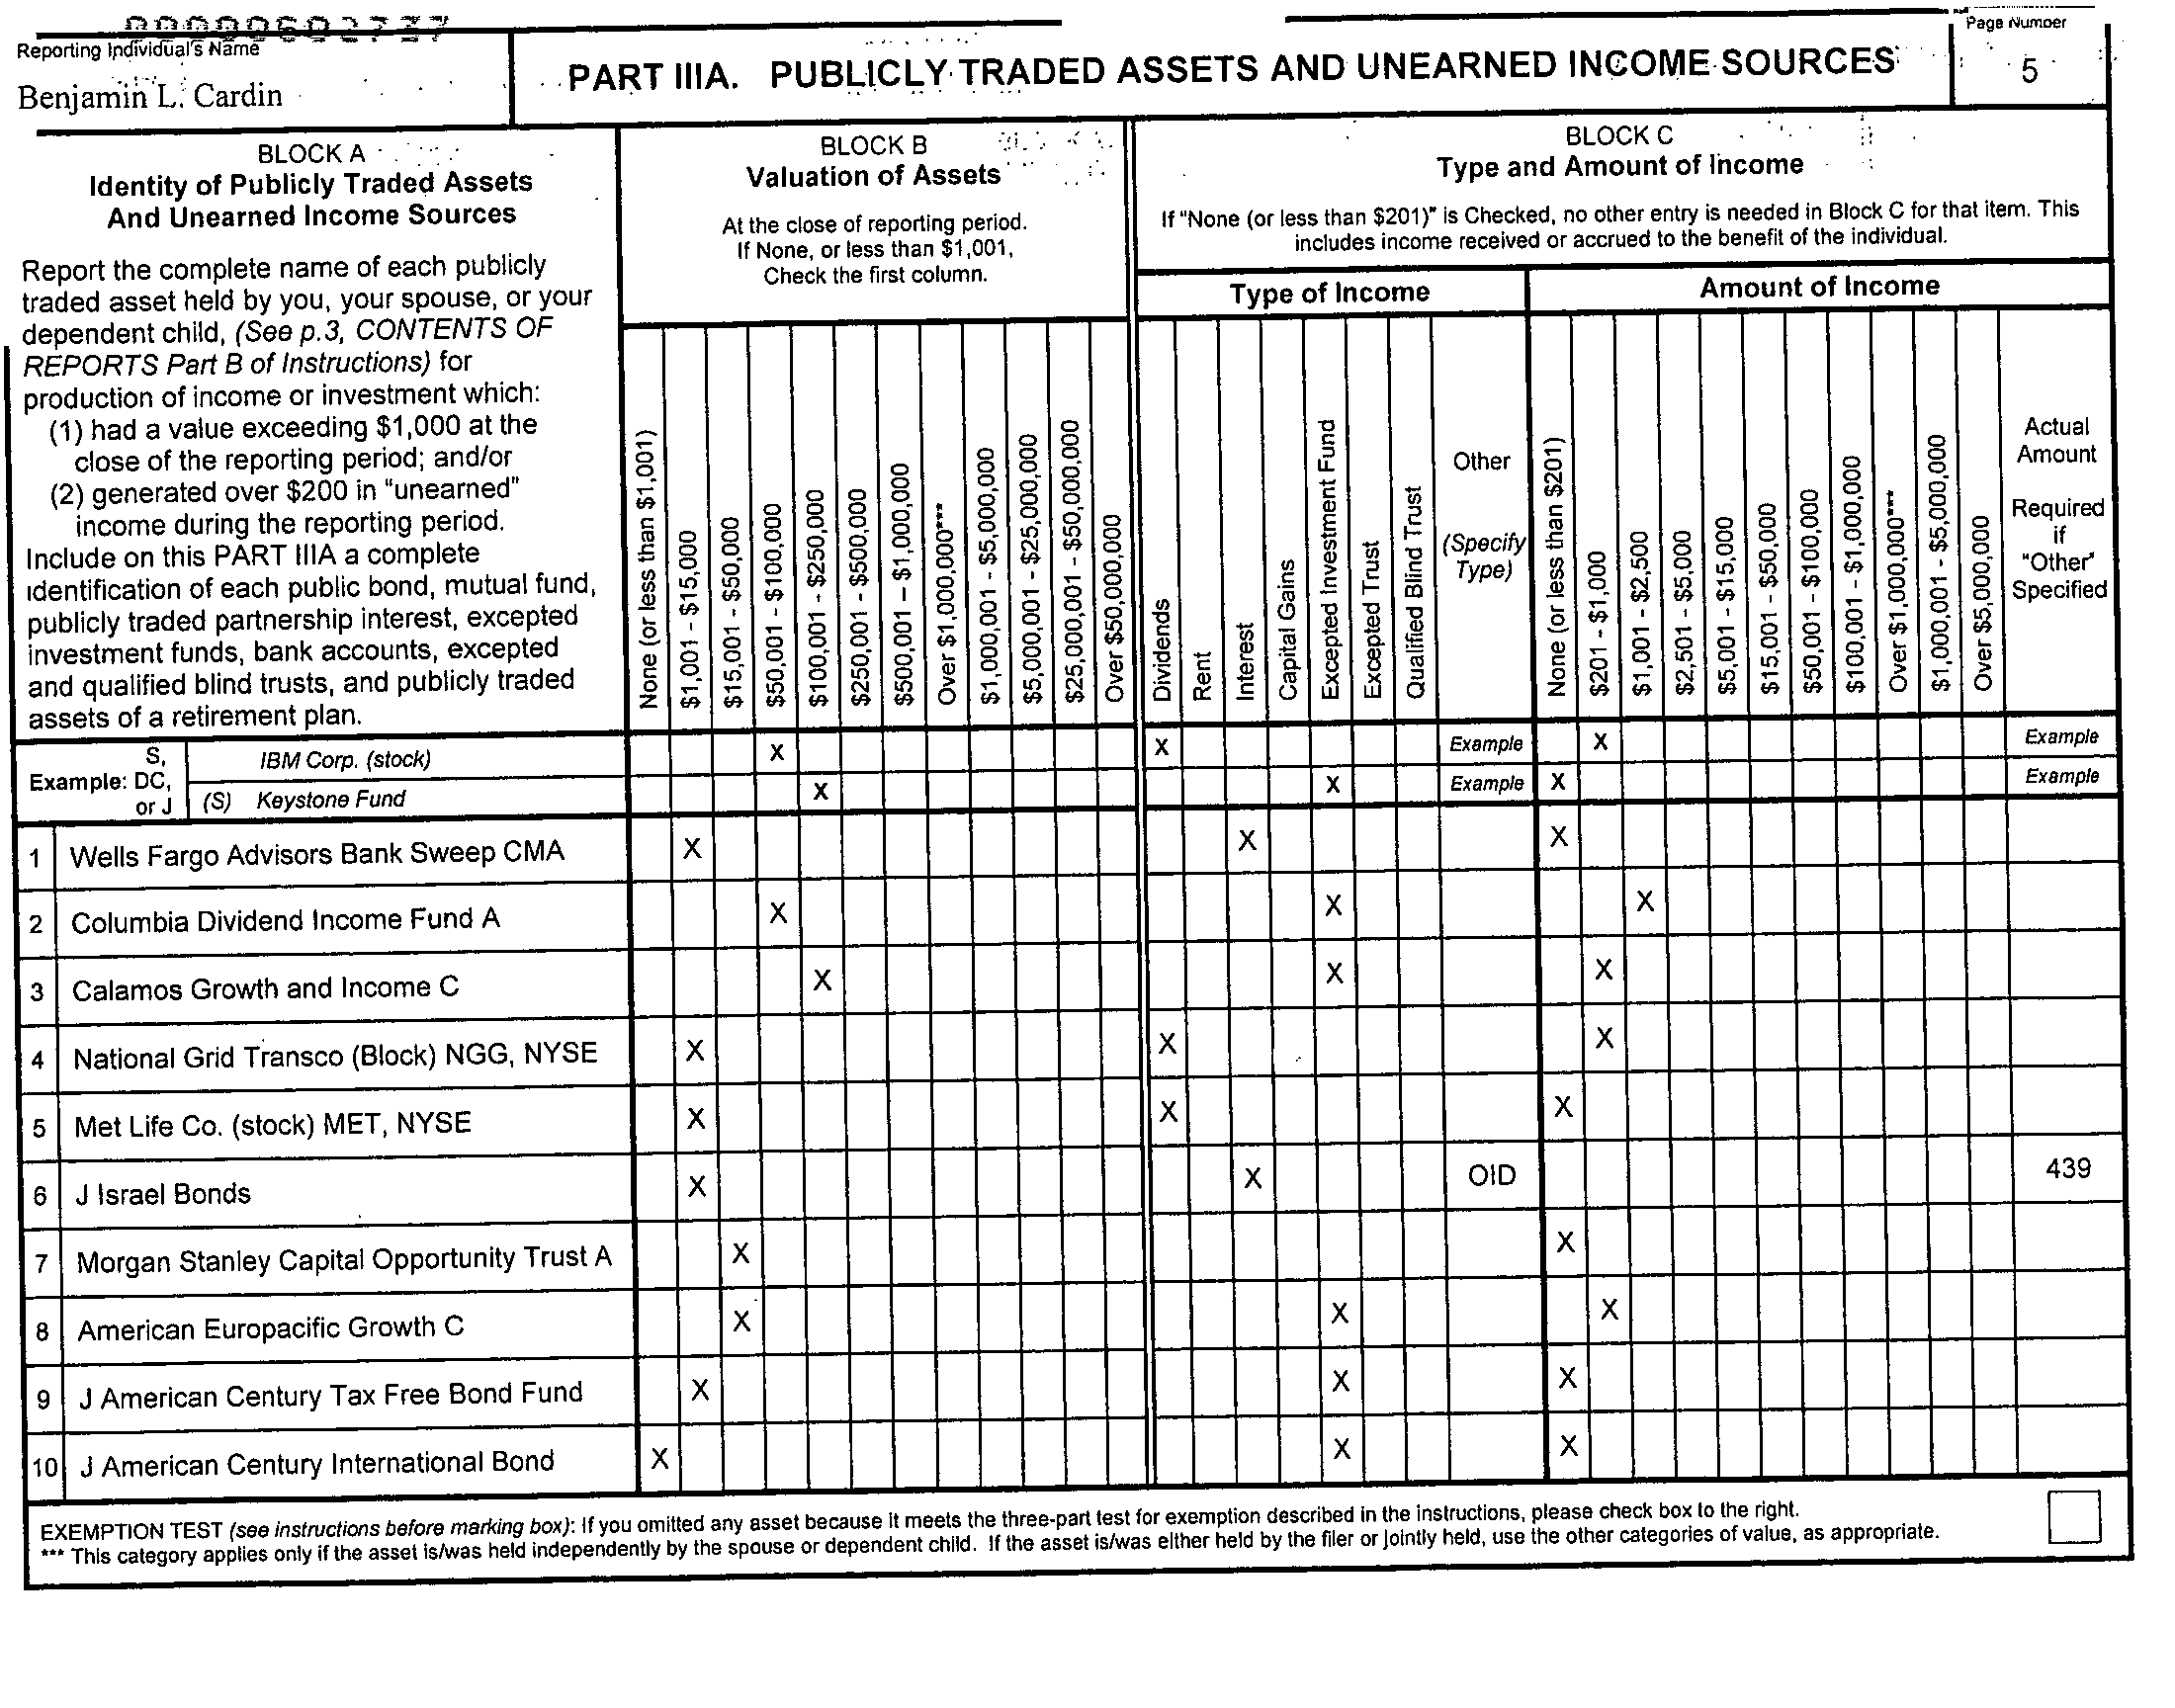 00000602737
Reporting Individual's Name
Benjamin L. Cardin
PART IIIA. PUBLICLY TRADED ASSETS AND UNEARNED INCOME SOURCES
Page Number
5
BLOCK A
Identity of Publicly Traded Assets
And Unearned Income Sources
Report the complete name of each publicly
traded asset held by you, your spouse, or your
dependent child, (See p.3, CONTENTS OF
REPORTS Part B of Instructions) for
production of income or investment which:
(1) had a value exceeding $1,000 at the
close of the reporting period; and/or
(2) generated over $200 in "unearned"
income during the reporting period.
Include on this PART IIIA a complete
identification of each public bond, mutual fund,
publicly traded partnership interest, excepted
investment funds, bank accounts, excepted
and qualified blind trusts, and publicly traded
assets of a retirement plan.
BLOCK B
Valuation of Assets
At the close of reporting period.
If None, or less than $1,001,
Check the first column.
None (or less than $1,001)
$1,001 - $15,000
$15,001 - $50,000
$50,001 - $100,000
$100,001 - $250,000
$250,001 - $500,000
$500,001 – $1,000,000
Over $1,000,000***
$1,000,001 - $5,000,000
$5,000,001 - $25,000,000
$25,000,001 - $50,000,000
Over $50,000,000
BLOCK C
Type and Amount of Income
If "None (or less than $201)" is Checked, no other entry is needed in Block C for that item. This
includes income received or accrued to the benefit of the individual.
Type of Income
Dividends
Rent
Interest
Capital Gains
Excepted Investment Fund
Excepted Trust
Qualified Blind Trust
Other
(Specify
Type)
Amount of Income
None (or less than $201)
$201 - $1,000
$1,001 - $2,500
$2,501 - $5,000
$5,001 - $15,000
$15,001 - $50,000
$50,001 - $100,000
$100,001 - $1,000,000
Over $1,000,000***
$1,000,001 - $5,000,000
Over $5,000,000
Actual
Amount
Required
if
"Other"
Specified
Example: S, DC, or J
IBM Corp. (stock) X X Example X Example
(S) Keystone Fund X X Example X Example
1 Wells Fargo Advisors Bank Sweep CMA X X X
2 Columbia Dividend Income Fund A X X X
3 Calamos Growth and Income C X X X
4 National Grid Transco (Block) NGG, NYSE X X X
5 Met Life Co. (stock) MET, NYSE X X X
6 J Israel Bonds X X OID 439
7 Morgan Stanley Capital Opportunity Trust A X X
8 American Europacific Growth C X X X
9 J American Century Tax Free Bond Fund X X X
10 J American Century International Bond X X X
EXEMPTION TEST (see instructions before marking box): If you omitted any asset because it meets the three-part test for exemption described in the instructions, please check box to the right.
*** This category applies only if the asset is/was held independently by the spouse or dependent child. If the asset is/was either held by the filer or jointly held, use the other categories of value, as appropriate.